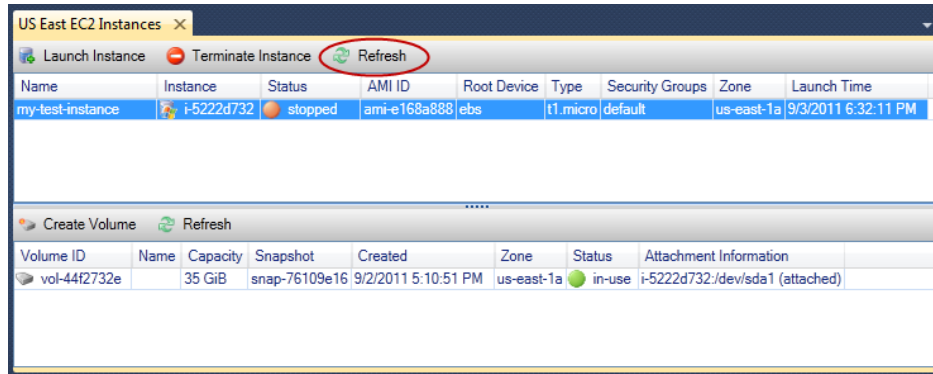 US East EC2 Instances
Launch Instance Terminate Instance Refresh
Name Instance Status AMI ID Root Device Type Security Groups Zone Launch Time
my-test-instance i-5222d732 stopped ami-e168a888 ebs t1.micro default us-east-1a 9/3/2011 6:32:11 PM
Create Volume Refresh
Volume ID Name Capacity Snapshot Created Zone Status Attachment Information
vol-44f2732e 35 GiB snap-76109e16 9/2/2011 5:10:51 PM us-east-1a in-use i-5222d732:/dev/sda1 (attached)